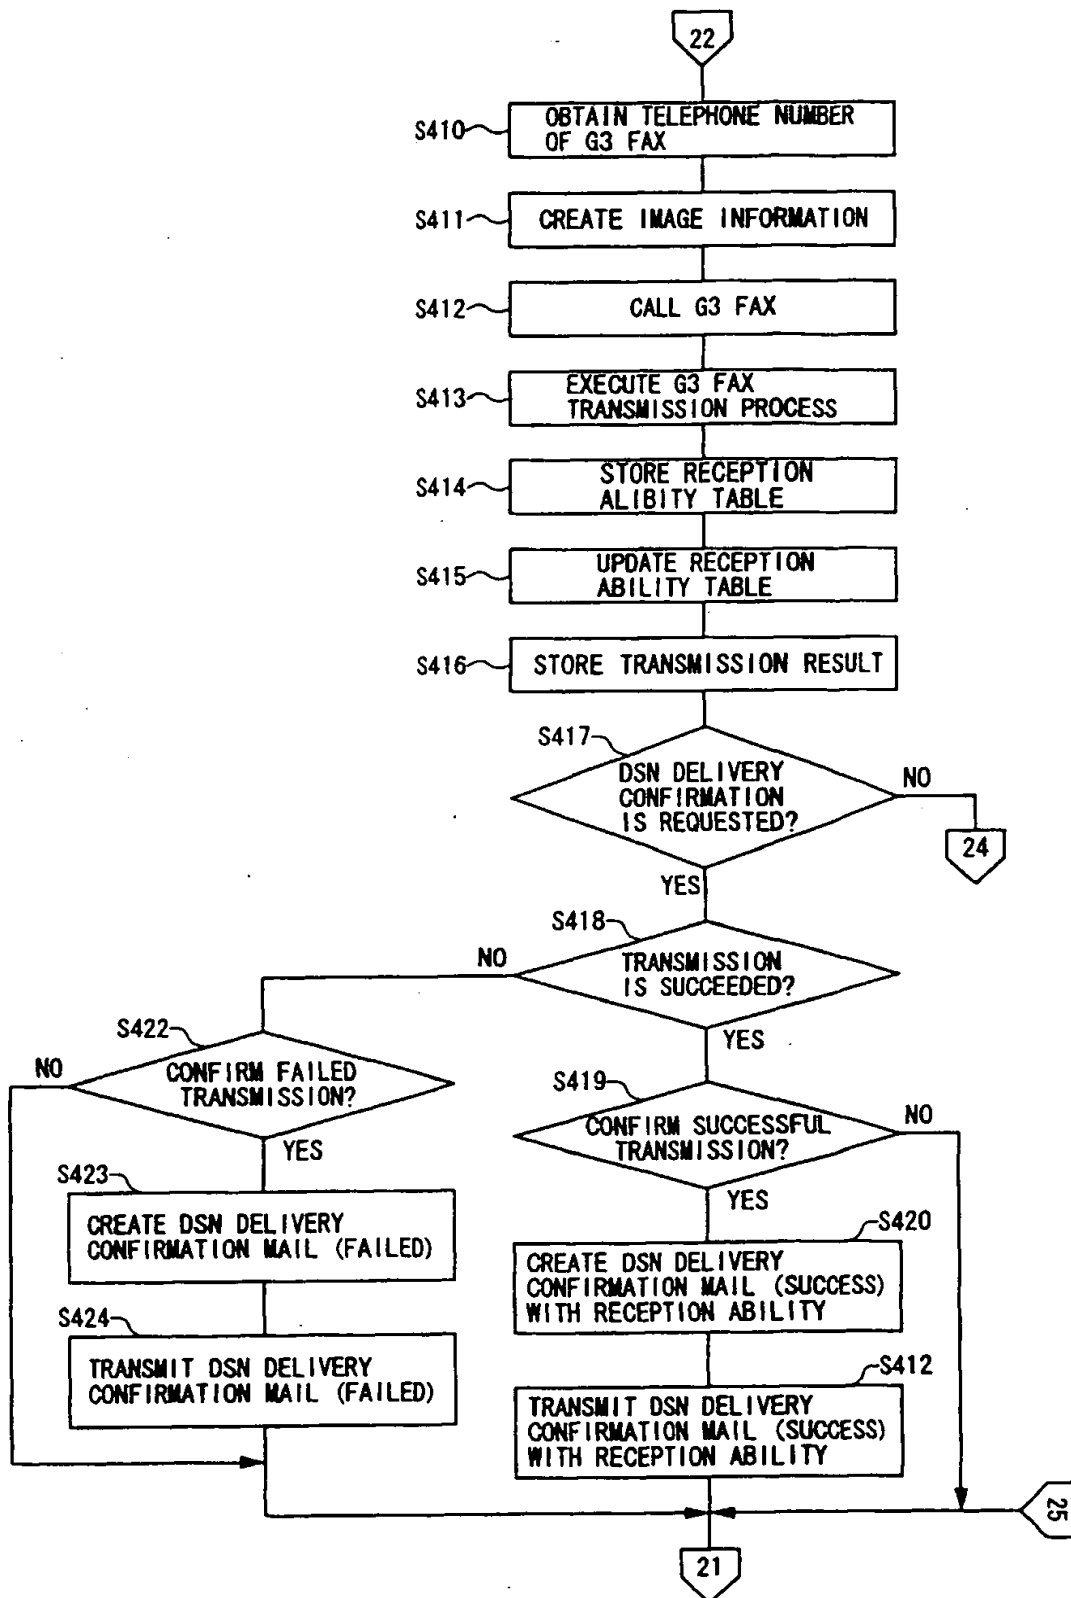 22
S410
OBTAIN TELEPHONE NUMBER
OF G3 FAX
S411
CREATE IMAGE INFORMATION
S412
CALL G3 FAX
S413
EXECUTE G3 FAX
TRANSMISSION PROCESS
S414
STORE RECEPTION
ALIBITY TABLE
S415
UPDATE RECEPTION
ABILITY TABLE
S416
STORE TRANSMISSION RESULT
S417
DSN DELIVERY
CONFIRMATION
IS REQUESTED?
NO
24
YES
S418
TRANSMISSION
IS SUCCEEDED?
NO
YES
S422
CONFIRM FAILED
TRANSMISSION?
NO
YES
S419
CONFIRM SUCCESSFUL
TRANSMISSION?
NO
YES
S423
CREATE DSN DELIVERY
CONFIRMATION MAIL (FAILED)
S420
CREATE DSN DELIVERY
CONFIRMATION MAIL (SUCCESS)
WITH RECEPTION ABILITY
S424
TRANSMIT DSN DELIVERY
CONFIRMATION MAIL (FAILED)
S412
TRANSMIT DSN DELIVERY
CONFIRMATION MAIL (SUCCESS)
WITH RECEPTION ABILITY
25
21